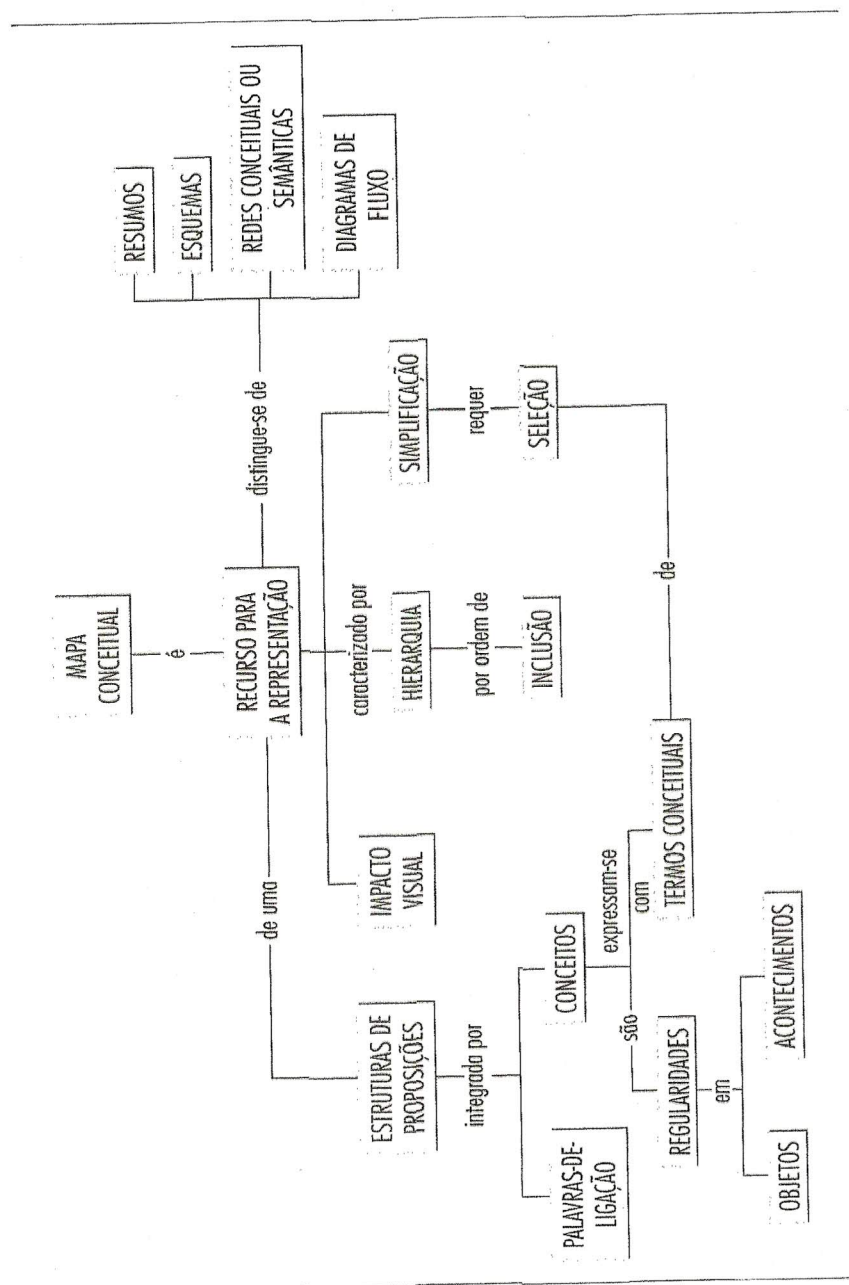 MAPA
CONCEITUAL
é
RECURSO PARA
A REPRESENTAÇÃO
distingue-se de
RESUMOS
ESQUEMAS
REDES CONCEITUAIS OU
SEMÂNTICAS
DIAGRAMAS DE
FLUXO
de uma
caracterizado por
ESTRUTURAS DE
PROPOSIÇÕES
IMPACTO
VISUAL
HIERARQUIA
SIMPLIFICAÇÃO
integrada por
por ordem de
requer
PALAVRAS-DE-
LIGAÇÃO
CONCEITOS
INCLUSÃO
SELEÇÃO
são
expressam-se
com
de
REGULARIDADES
TERMOS CONCEITUAIS
em
OBJETOS
ACONTECIMENTOS